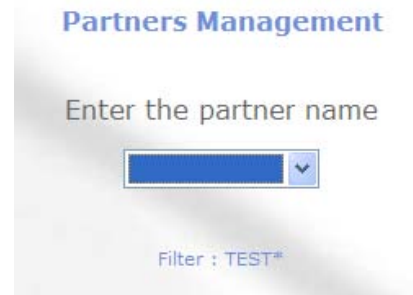 Partners Management
Enter the partner name
Filter : TEST*